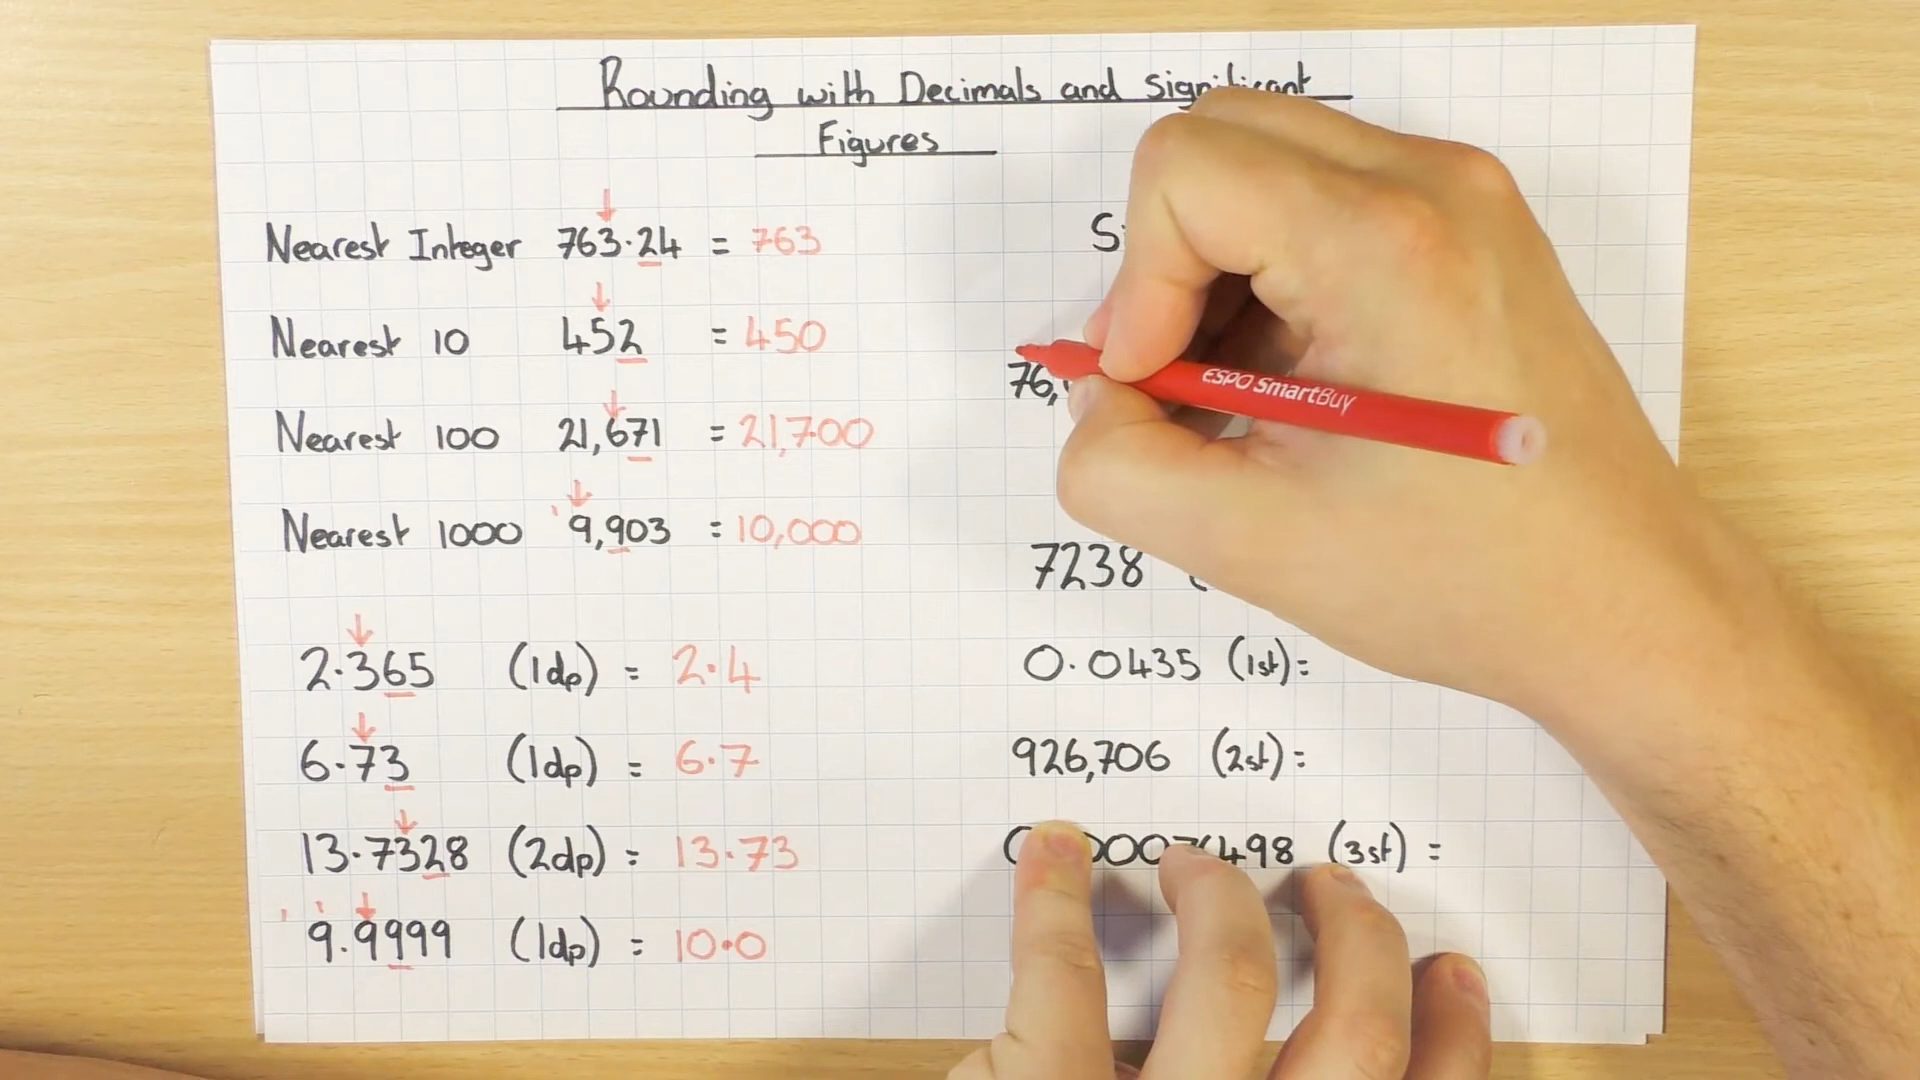 Rounding with Decimals and Significant
Figures
Nearest Integer 763.24 = 763
Nearest 10 452 = 450
Nearest 100 21,671 = 21,700
Nearest 1000 9,903 = 10,000
2.365 (1dp) = 2.4
6.73 (1dp) = 6.7
13.7328 (2dp) = 13.73
9.9999 (1dp) = 10.0
76,
ESPO SmartBuy
7238
0.0435 (1sf) =
926,706 (2sf) =
498 (3sf) =